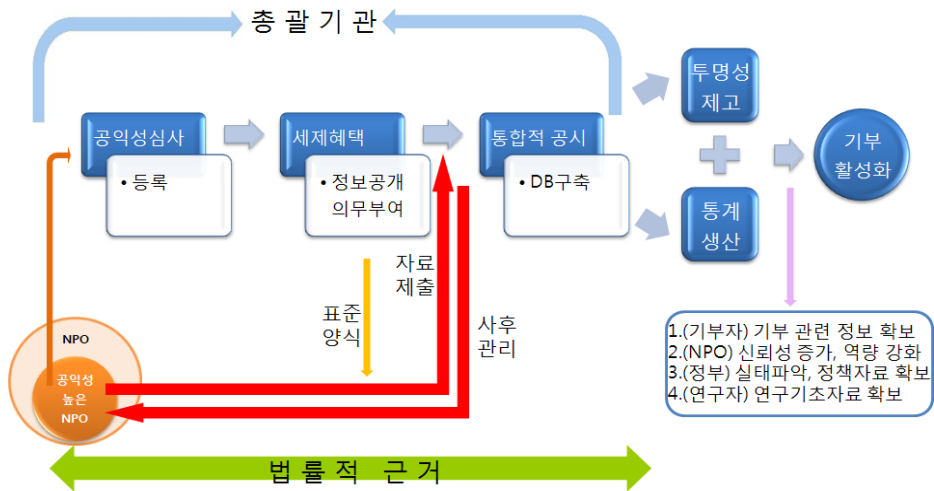 총 괄 기 관
공익성심사
• 등록
세제혜택
• 정보공개
의무부여
통합적 공시
• DB구축
투명성
제고
통계
생산
기부
활성화
자료
제출
표준
양식
사후
관리
NPO
공익성
높은
NPO
1.(기부자) 기부 관련 정보 확보
2.(NPO) 신뢰성 증가, 역량 강화
3.(정부) 실태파악, 정책자료 확보
4.(연구자) 연구기초자료 확보
법 률 적 근 거